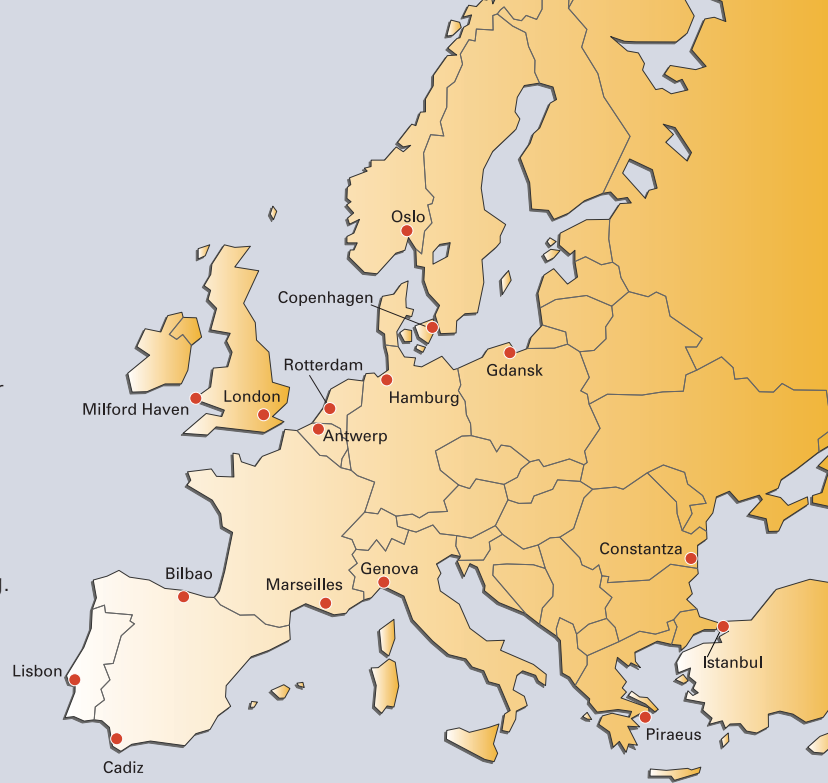 Oslo
Copenhagen
Rotterdam
Gdansk
London
Hamburg
Milford Haven
Antwerp
Constantza
Genova
Bilbao
Marseilles
g.
Istanbul
Lisbon
Piraeus
Cadiz